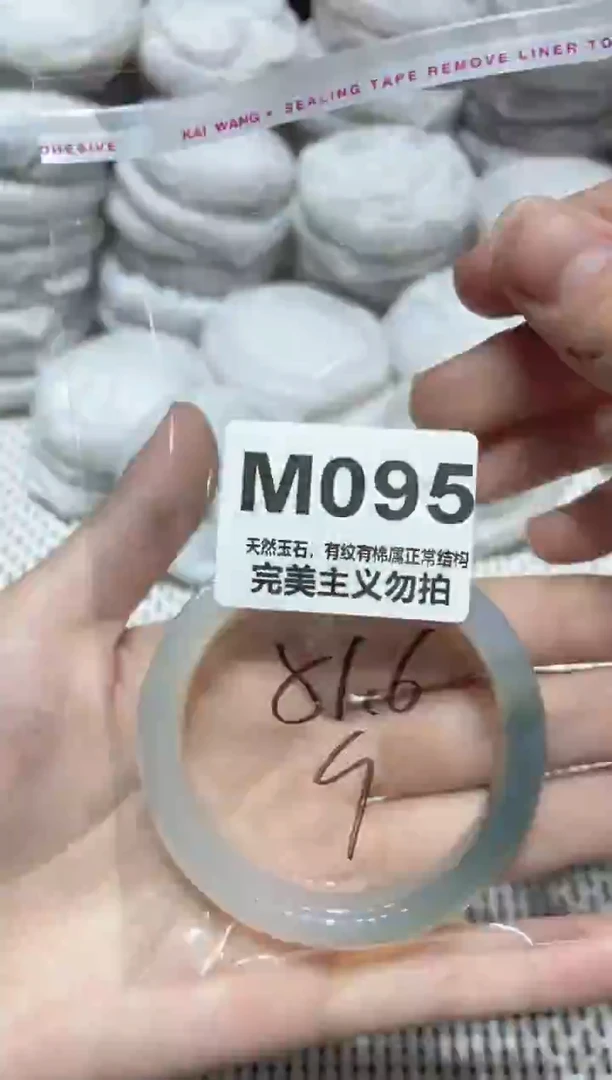 OHESIVE KAI WANG • SEALING TAPE REMOVE LINER TO
M095
天然玉石，有纹有棉属正常结构
完美主义勿拍
81.6
9